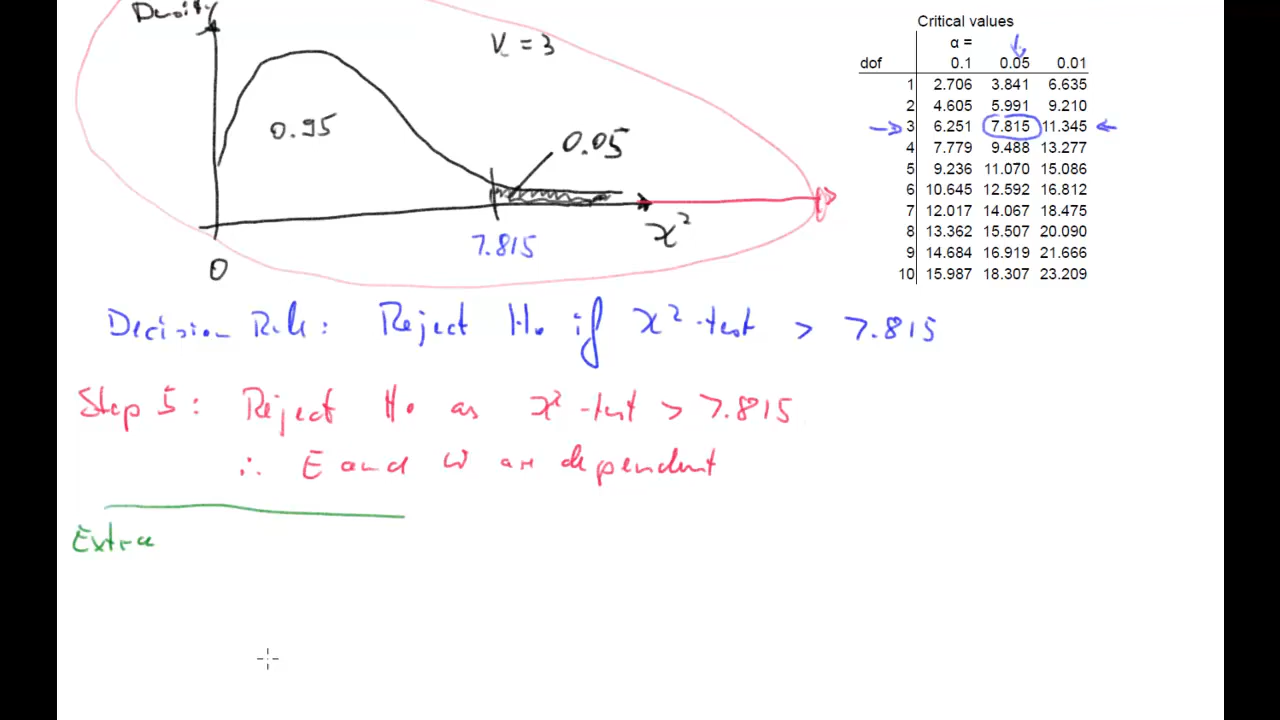 Density
V = 3
0.95
0.05
7.815
x²
0
Critical values
α =
dof 0.1 0.05 0.01
1 2.706 3.841 6.635
2 4.605 5.991 9.210
3 6.251 7.815 11.345
4 7.779 9.488 13.277
5 9.236 11.070 15.086
6 10.645 12.592 16.812
7 12.017 14.067 18.475
8 13.362 15.507 20.090
9 14.684 16.919 21.666
10 15.987 18.307 23.209
Decision Rule: Reject H₀ if x²-test > 7.815
Step 5: Reject H₀ as x²-test > 7.815
∴ E and W are dependent
Extra